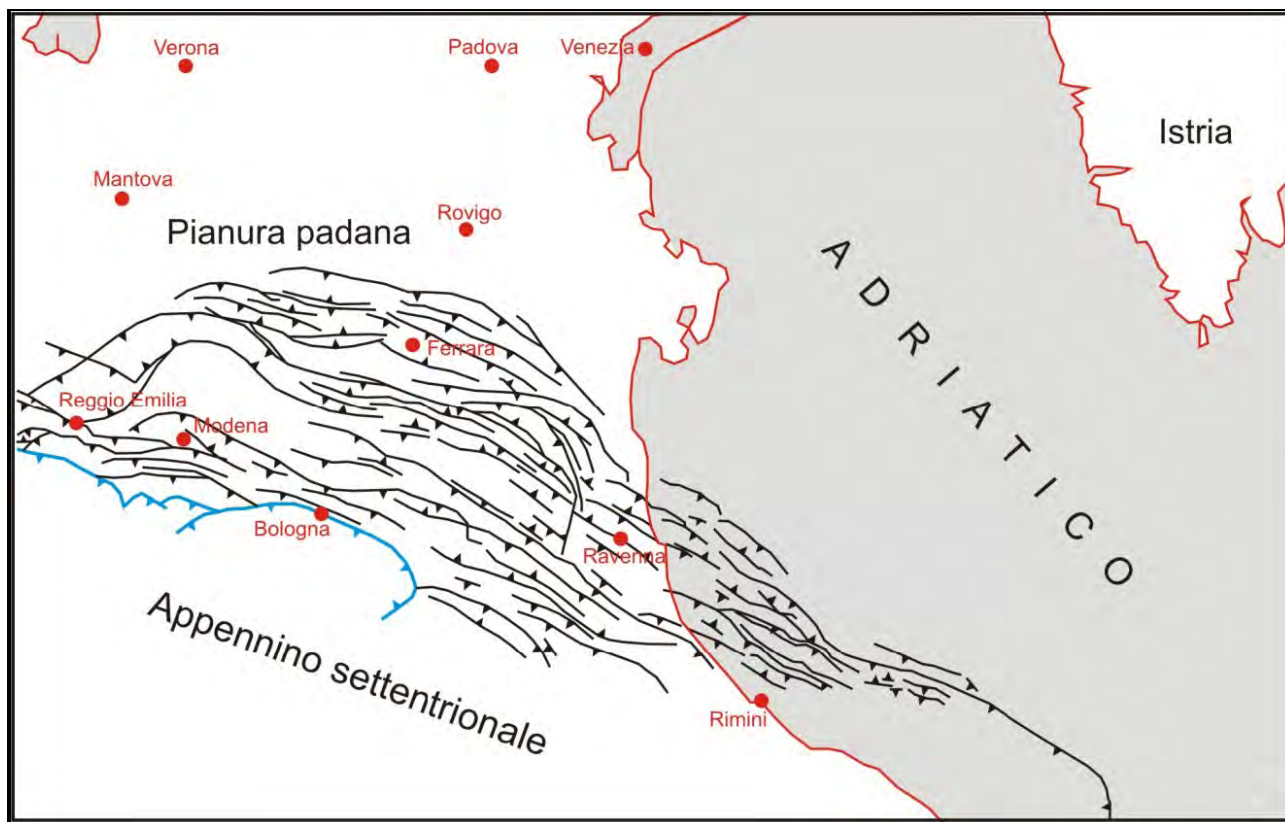 Verona
Padova
Venezia
Istria
Mantova
Rovigo
Pianura padana
ADRIATICO
Ferrara
Reggio Emilia
Modena
Bologna
Ravenna
Appennino settentrionale
Rimini